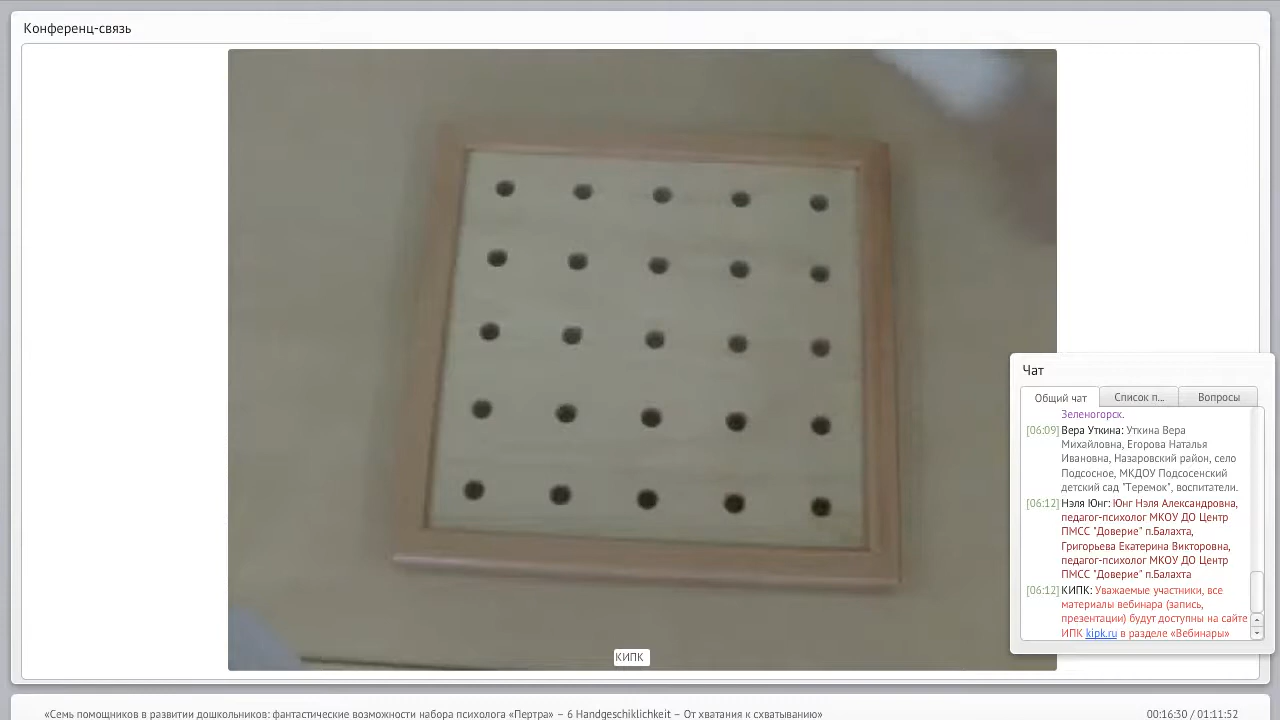 Конференц-связь
КИПК
Чат
Общий чат
Список п...
Вопросы
Зеленогорск.
[06:09] Вера Уткина: Уткина Вера
Михайловна, Егорова Наталья
Ивановна, Назаровский район, село
Подсосное, МКДОУ Подсосенский
детский сад "Теремок", воспитатели.
[06:12] Нэля Юнг: Юнг Нэля Александровна,
педагог-психолог МКОУ ДО Центр
ПМСС "Доверие" п.Балахта,
Григорьева Екатерина Викторовна,
педагог-психолог МКОУ ДО Центр
ПМСС "Доверие" п.Балахта
[06:12] КИПК: Уважаемые участники, все
материалы вебинара (запись,
презентации) будут доступны на сайте
ИПК kipk.ru в разделе «Вебинары»
«Семь помощников в развитии дошкольников: фантастические возможности набора психолога «Пертра» – 6 Handgeschiklichkeit – От хватания к схватыванию»
00:16:30 / 01:11:52